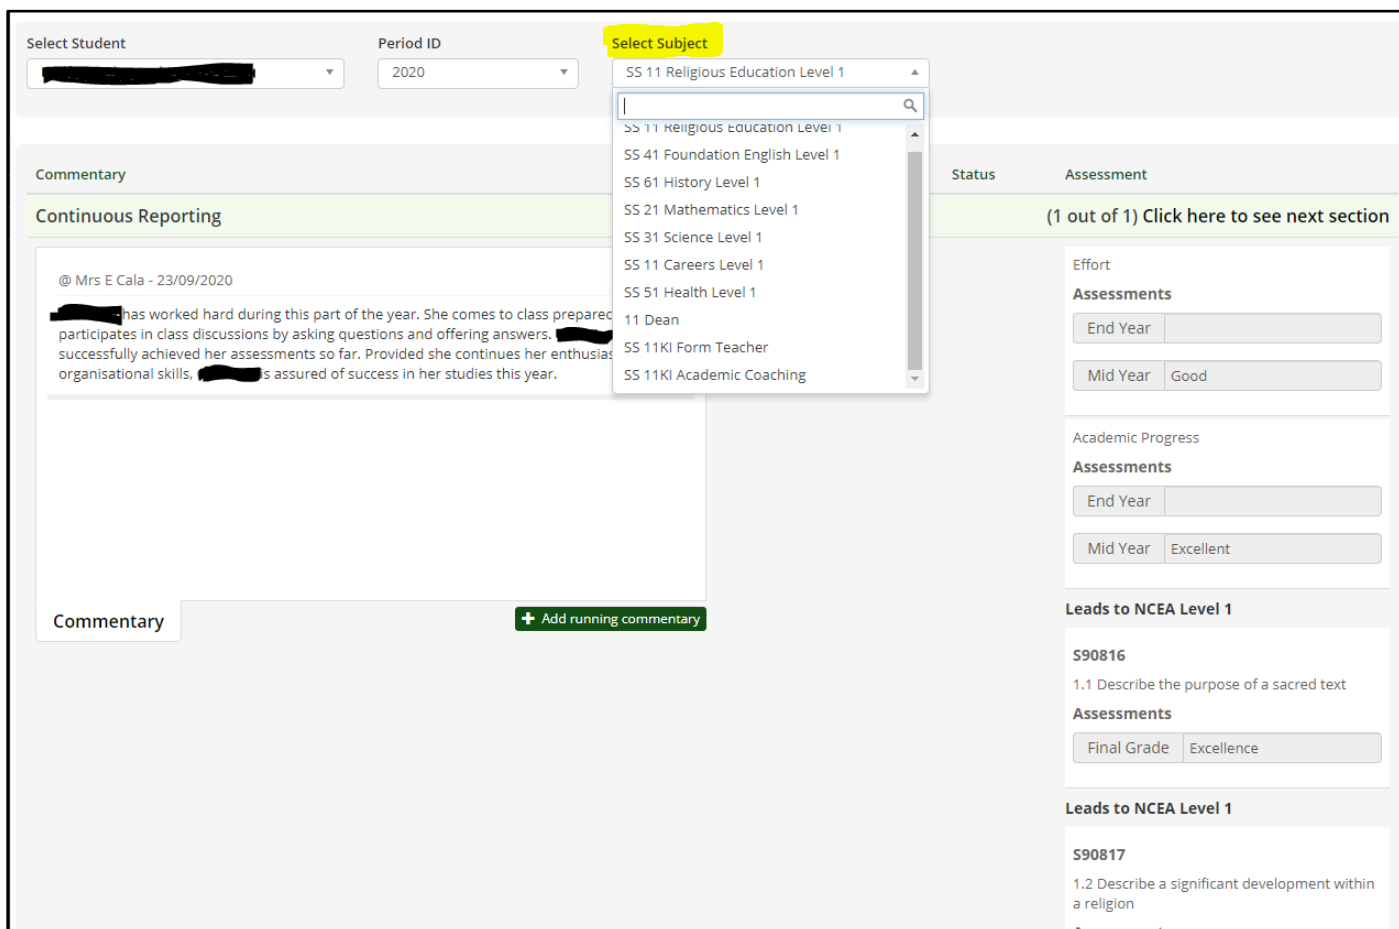 Select Student
Period ID
Select Subject
2020
SS 11 Religious Education Level 1
SS 11 Religious Education Level 1
SS 41 Foundation English Level 1
SS 61 History Level 1
SS 21 Mathematics Level 1
SS 31 Science Level 1
SS 11 Careers Level 1
SS 51 Health Level 1
11 Dean
SS 11KI Form Teacher
SS 11KI Academic Coaching
Commentary
Status
Assessment
Continuous Reporting
(1 out of 1) Click here to see next section
@ Mrs E Cala - 23/09/2020
has worked hard during this part of the year. She comes to class prepared
participates in class discussions by asking questions and offering answers.
successfully achieved her assessments so far. Provided she continues her
organisational skills, is assured of success in her studies this year.
Commentary
+ Add running commentary
Effort
Assessments
End Year
Mid Year Good
Academic Progress
Assessments
End Year
Mid Year Excellent
Leads to NCEA Level 1
S90816
1.1 Describe the purpose of a sacred text
Assessments
Final Grade Excellence
Leads to NCEA Level 1
S90817
1.2 Describe a significant development within
a religion